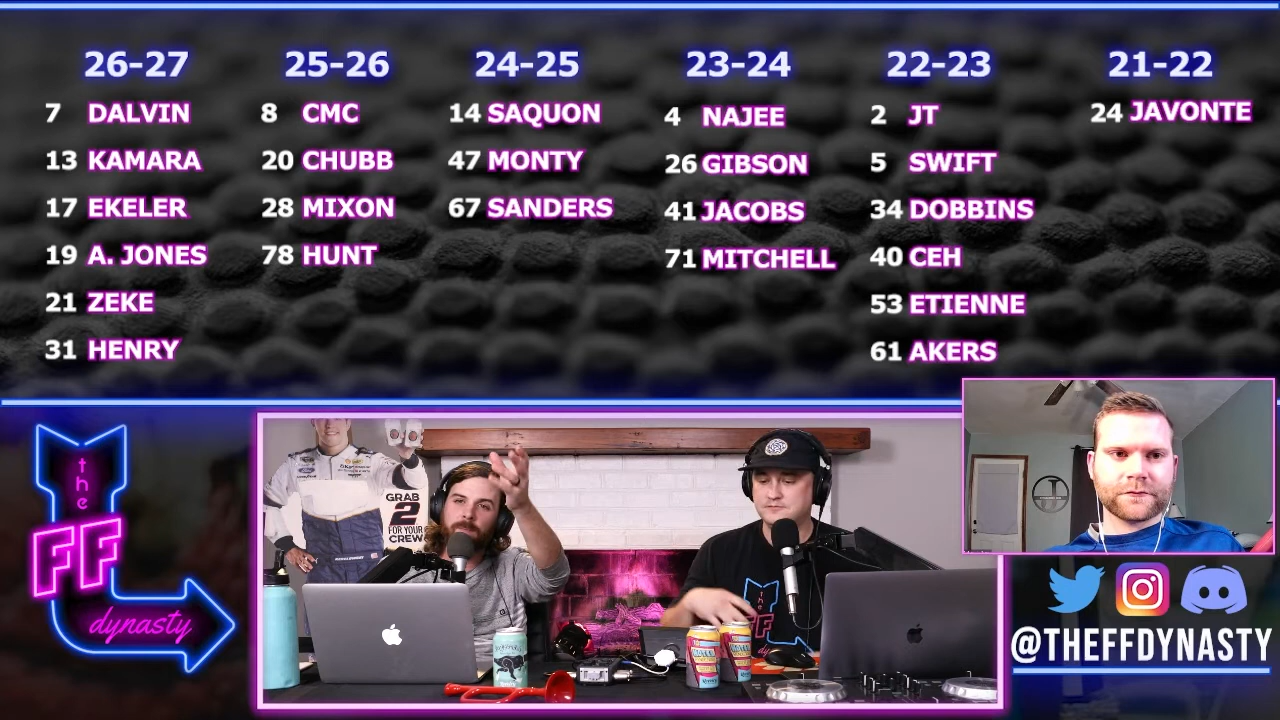 26-27
7 DALVIN
13 KAMARA
17 EKELER
19 A. JONES
21 ZEKE
31 HENRY
25-26
8 CMC
20 CHUBB
28 MIXON
78 HUNT
24-25
14 SAQUON
47 MONTY
67 SANDERS
23-24
4 NAJEE
26 GIBSON
41 JACOBS
71 MITCHELL
22-23
2 JT
5 SWIFT
34 DOBBINS
40 CEH
53 ETIENNE
61 AKERS
21-22
24 JAVONTE
the
FF
dynasty
GRAB
2
FOR YOUR
CREW
the
FF
@THEFFDYNASTY